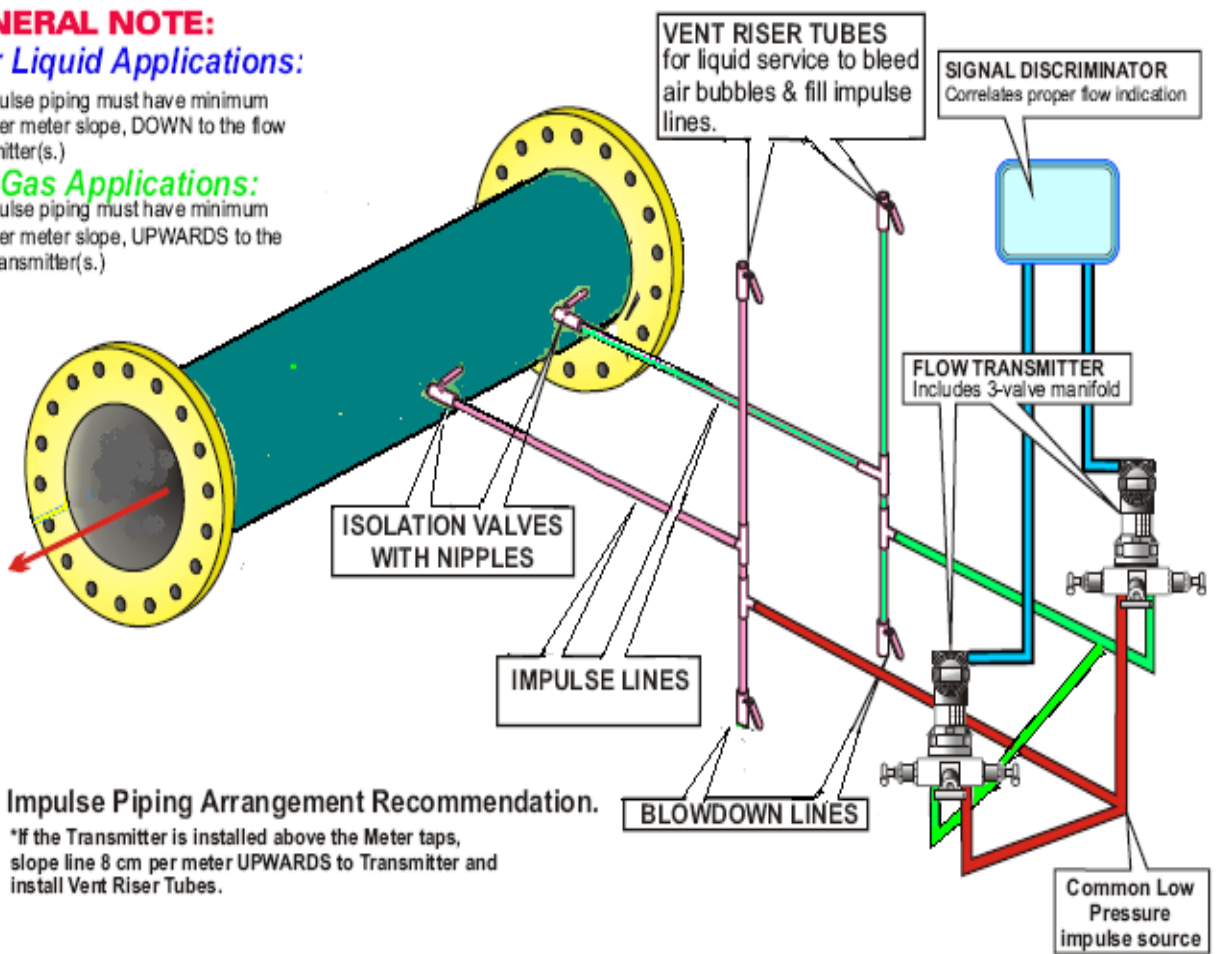 NERAL NOTE:
r Liquid Applications:
pulse piping must have minimum
er meter slope, DOWN to the flow
mitter(s.)
Gas Applications:
pulse piping must have minimum
er meter slope, UPWARDS to the
ansmitter(s.)
VENT RISER TUBES
for liquid service to bleed
air bubbles & fill impulse
lines.
SIGNAL DISCRIMINATOR
Correlates proper flow indication
FLOW TRANSMITTER
Includes 3-valve manifold
ISOLATION VALVES
WITH NIPPLES
IMPULSE LINES
BLOWDOWN LINES
Impulse Piping Arrangement Recommendation.
*If the Transmitter is installed above the Meter taps,
slope line 8 cm per meter UPWARDS to Transmitter and
install Vent Riser Tubes.
Common Low
Pressure
impulse source